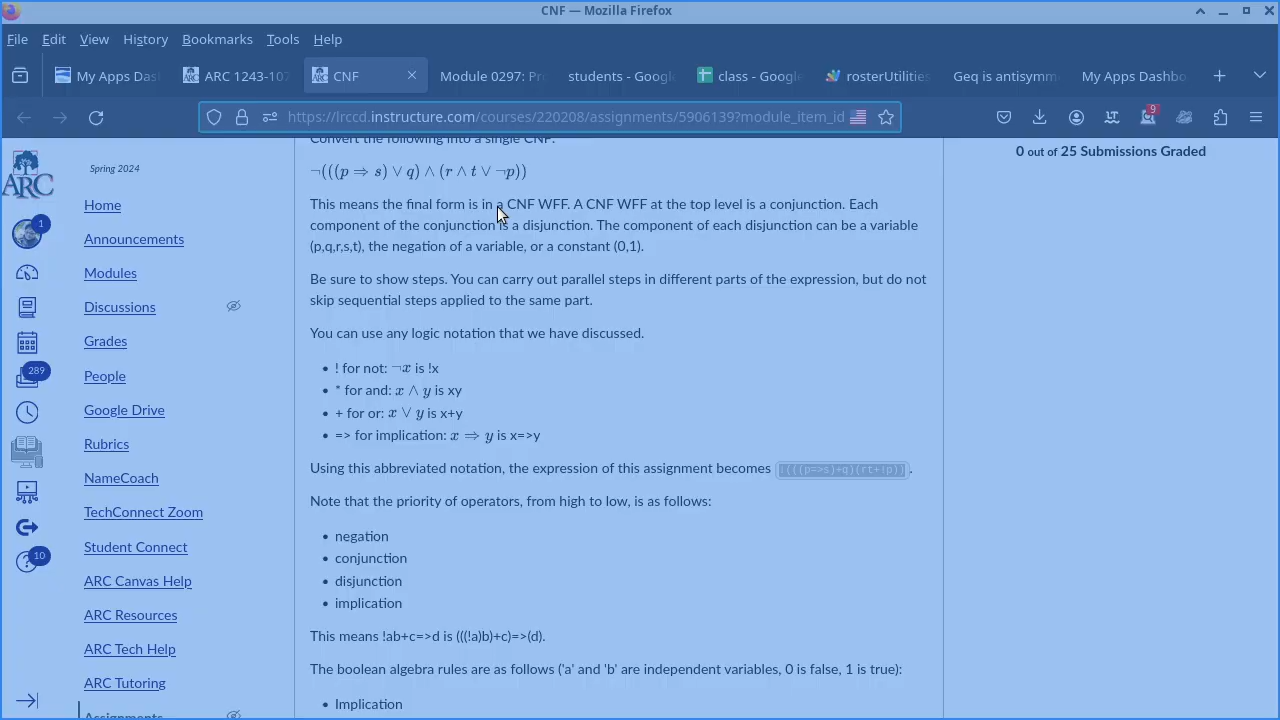 CNF — Mozilla Firefox
File Edit View History Bookmarks Tools Help
My Apps Das
ARC 1243-107
CNF
Module 0297: Pr
students - Google
class - Google
rosterUtilities
Geq is antisymm
My Apps Dashbo
https://lrccd.instructure.com/courses/220208/assignments/5906139?module_item_id
9
ARC
Spring 2024
Home
Announcements
Modules
Discussions
Grades
People
Google Drive
Rubrics
NameCoach
TechConnect Zoom
Student Connect
ARC Canvas Help
ARC Resources
ARC Tech Help
ARC Tutoring
Assignments
1
289
10
Convert the following into a single CNF:
¬(((p ⇒ s) ∨ q) ∧ (r ∧ t ∨ ¬p))
This means the final form is in a CNF WFF. A CNF WFF at the top level is a conjunction. Each
component of the conjunction is a disjunction. The component of each disjunction can be a variable
(p,q,r,s,t), the negation of a variable, or a constant (0,1).
Be sure to show steps. You can carry out parallel steps in different parts of the expression, but do not
skip sequential steps applied to the same part.
You can use any logic notation that we have discussed.
• ! for not: ¬x is !x
• * for and: x ∧ y is xy
• + for or: x ∨ y is x+y
• => for implication: x ⇒ y is x=>y
Using this abbreviated notation, the expression of this assignment becomes !(((p=>s)+q)(rt+!p)) .
Note that the priority of operators, from high to low, is as follows:
• negation
• conjunction
• disjunction
• implication
This means !ab+c=>d is (((!a)b)+c)=>(d).
The boolean algebra rules are as follows ('a' and 'b' are independent variables, 0 is false, 1 is true):
• Implication
0 out of 25 Submissions Graded